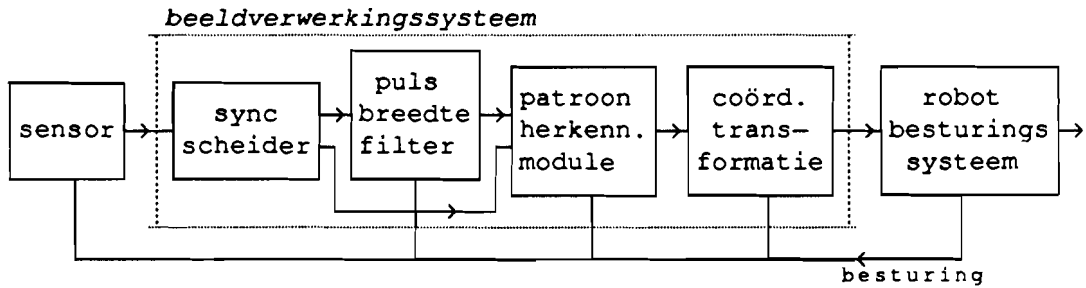 beeldverwerkingssysteem
sensor
sync
scheider
puls
breedte
filter
patroon
herkenn.
module
coörd.
trans-
formatie
robot
besturings
systeem
besturing